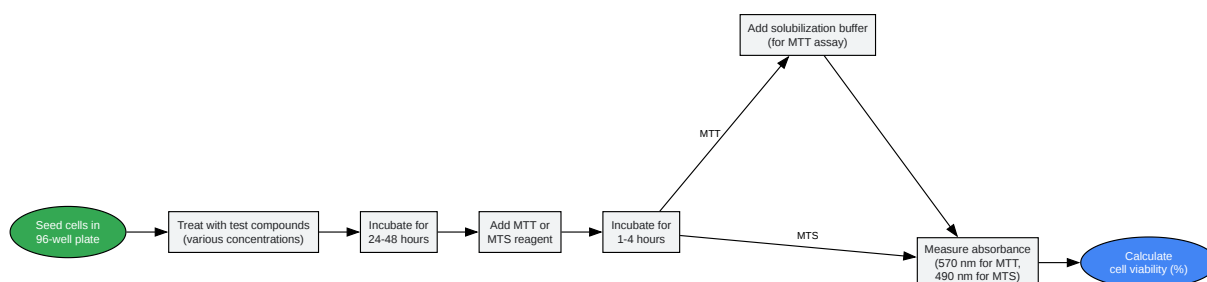 Add solubilization buffer
(for MTT assay)
MTT
Seed cells in
96-well plate
Treat with test compounds
(various concentrations)
Incubate for
24-48 hours
Add MTT or
MTS reagent
Incubate for
1-4 hours
MTS
Measure absorbance
(570 nm for MTT,
490 nm for MTS)
Calculate
cell viability (%)